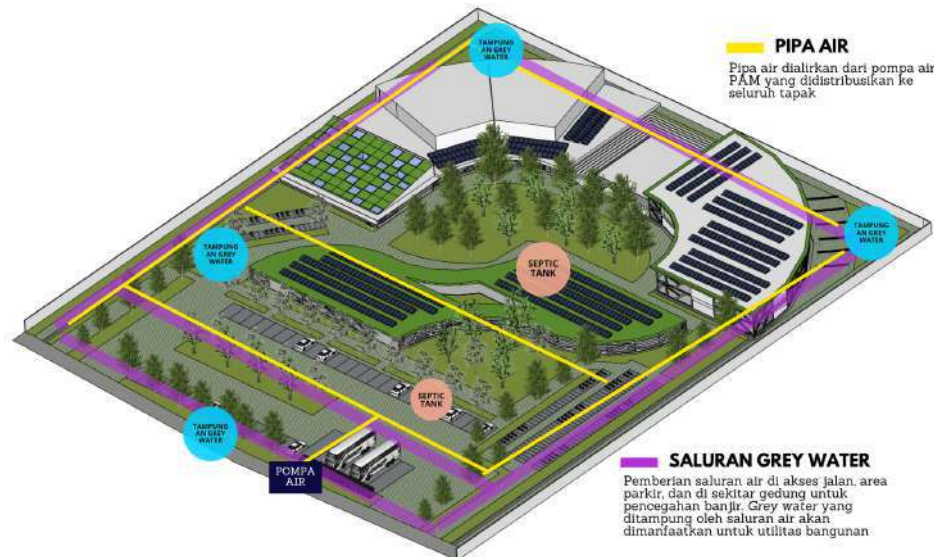 TAMPUNG
AN GREY
WATER
PIPA AIR
Pipa air dialirkan dari pompa air
PAM yang didistribusikan ke
seluruh tapak
TAMPUNG
AN GREY
WATER
TAMPUNG
AN GREY
WATER
SEPTIC
TANK
SEPTIC
TANK
TAMPUNG
AN GREY
WATER
POMPA
AIR
SALURAN GREY WATER
Pemberian saluran air di akses jalan, area
parkir, dan di sekitar gedung untuk
pencegahan banjir. Grey water yang
ditampung oleh saluran air akan
dimanfaatkan untuk utilitas bangunan